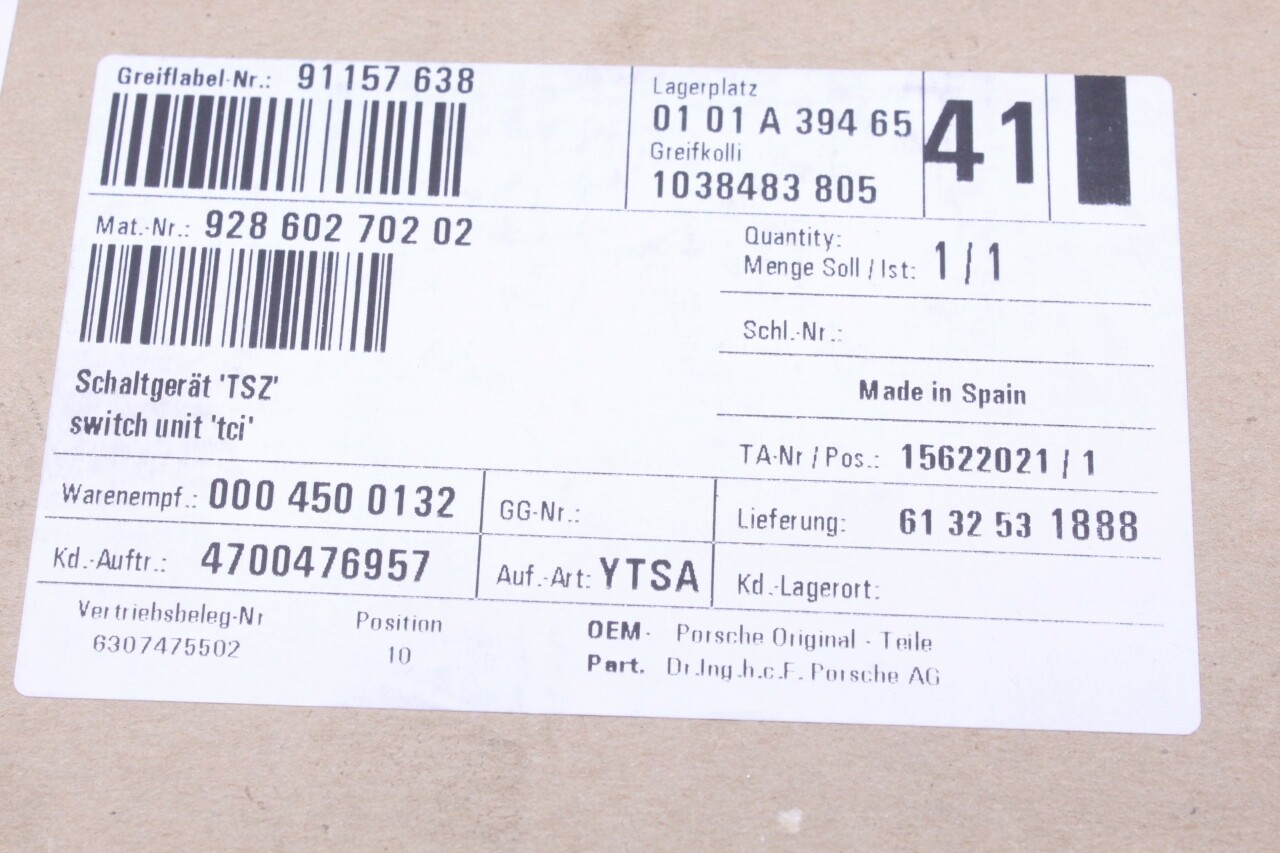 Greiflabel-Nr.: 91157 638
Lagerplatz
01 01 A 394 65
Greifkolli
1038483 805
41
Mat.-Nr.: 928 602 702 02
Quantity:
Menge Soll / Ist: 1 / 1
Schl.-Nr.:
Made in Spain
Schaltgerät 'TSZ'
switch unit 'tci'
TA-Nr / Pos.: 15622021 / 1
Warenempf.: 000 450 0132
GG-Nr.:
Lieferung: 61 32 53 1888
Kd.-Auftr.: 4700476957
Auf.-Art: YTSA
Kd.-Lagerort:
Vertriebsbeleg-Nr Position
6307475502 10
OEM- Porsche Original - Teile
Part. Dr.Ing.h.c.F. Porsche AG